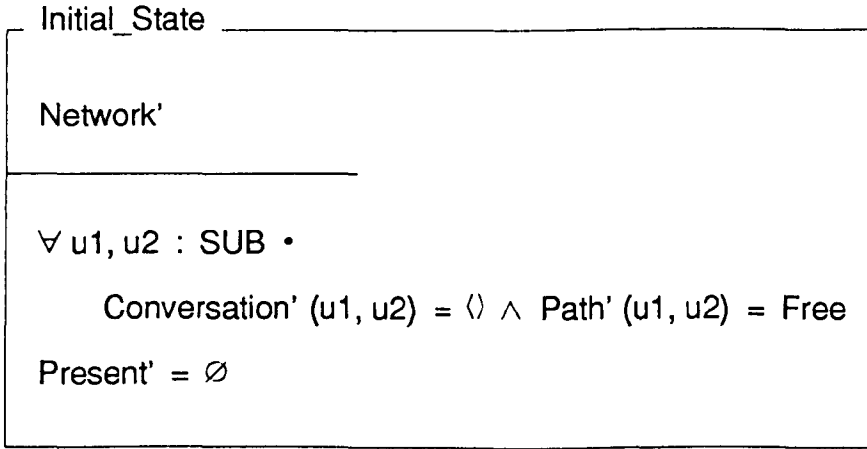 Initial_State
Network’
∀ u1, u2 : SUB •
Conversation’ (u1, u2) = ⟨⟩ ∧ Path’ (u1, u2) = Free
Present’ = ∅